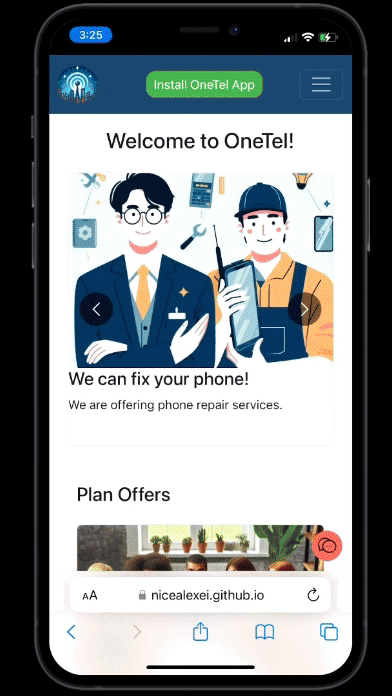 3:25
Install OneTel App
Welcome to OneTel!
We can fix your phone!
We are offering phone repair services.
Plan Offers
AA
nicealexei.github.io